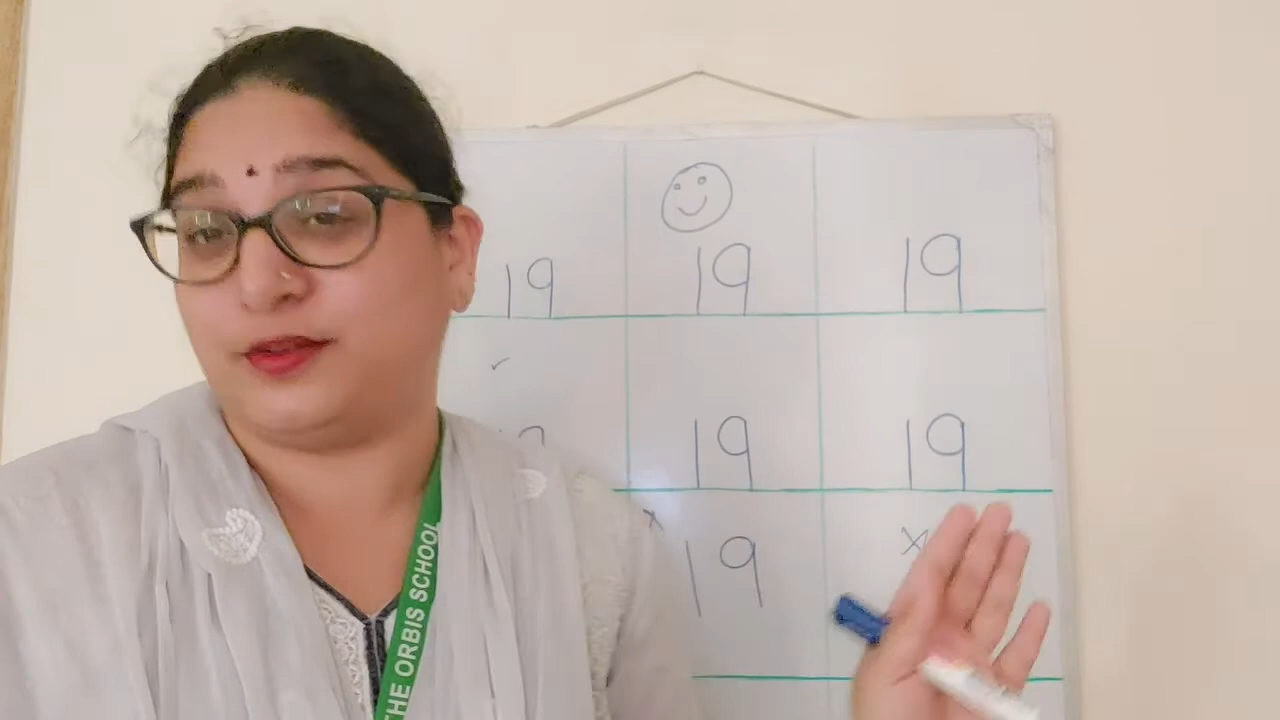 19 19 19
19 19
19
THE ORBIS SCHOOL